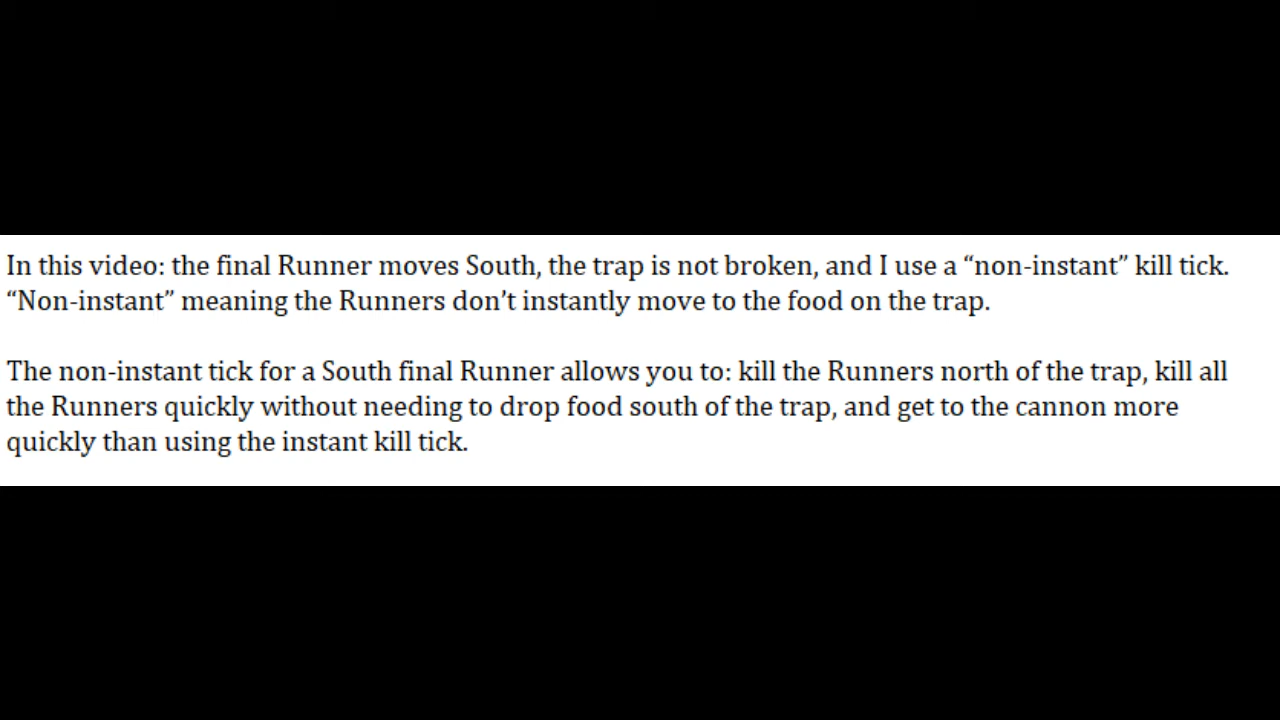 In this video: the final Runner moves South, the trap is not broken, and I use a “non-instant” kill tick.
“Non-instant” meaning the Runners don’t instantly move to the food on the trap.
The non-instant tick for a South final Runner allows you to: kill the Runners north of the trap, kill all
the Runners quickly without needing to drop food south of the trap, and get to the cannon more
quickly than using the instant kill tick.